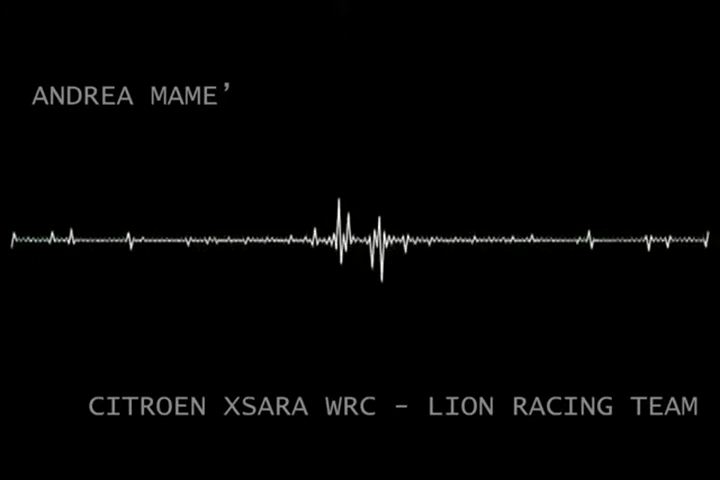 ANDREA MAME’
CITROEN XSARA WRC - LION RACING TEAM